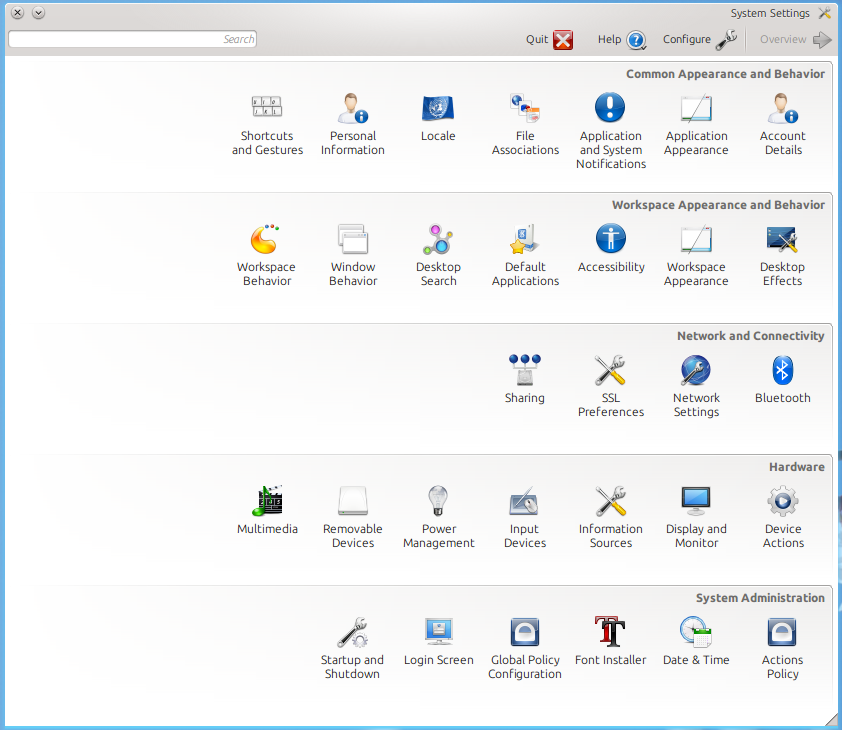 System Settings
Search
Quit
Help
Configure
Overview
Common Appearance and Behavior
Shortcuts
and Gestures
Personal
Information
Locale
File
Associations
Application
and System
Notifications
Application
Appearance
Account
Details
Workspace Appearance and Behavior
Workspace
Behavior
Window
Behavior
Desktop
Search
Default
Applications
Accessibility
Workspace
Appearance
Desktop
Effects
Network and Connectivity
Sharing
SSL
Preferences
Network
Settings
Bluetooth
Hardware
Multimedia
Removable
Devices
Power
Management
Input
Devices
Information
Sources
Display and
Monitor
Device
Actions
System Administration
Startup and
Shutdown
Login Screen
Global Policy
Configuration
Font Installer
Date & Time
Actions
Policy